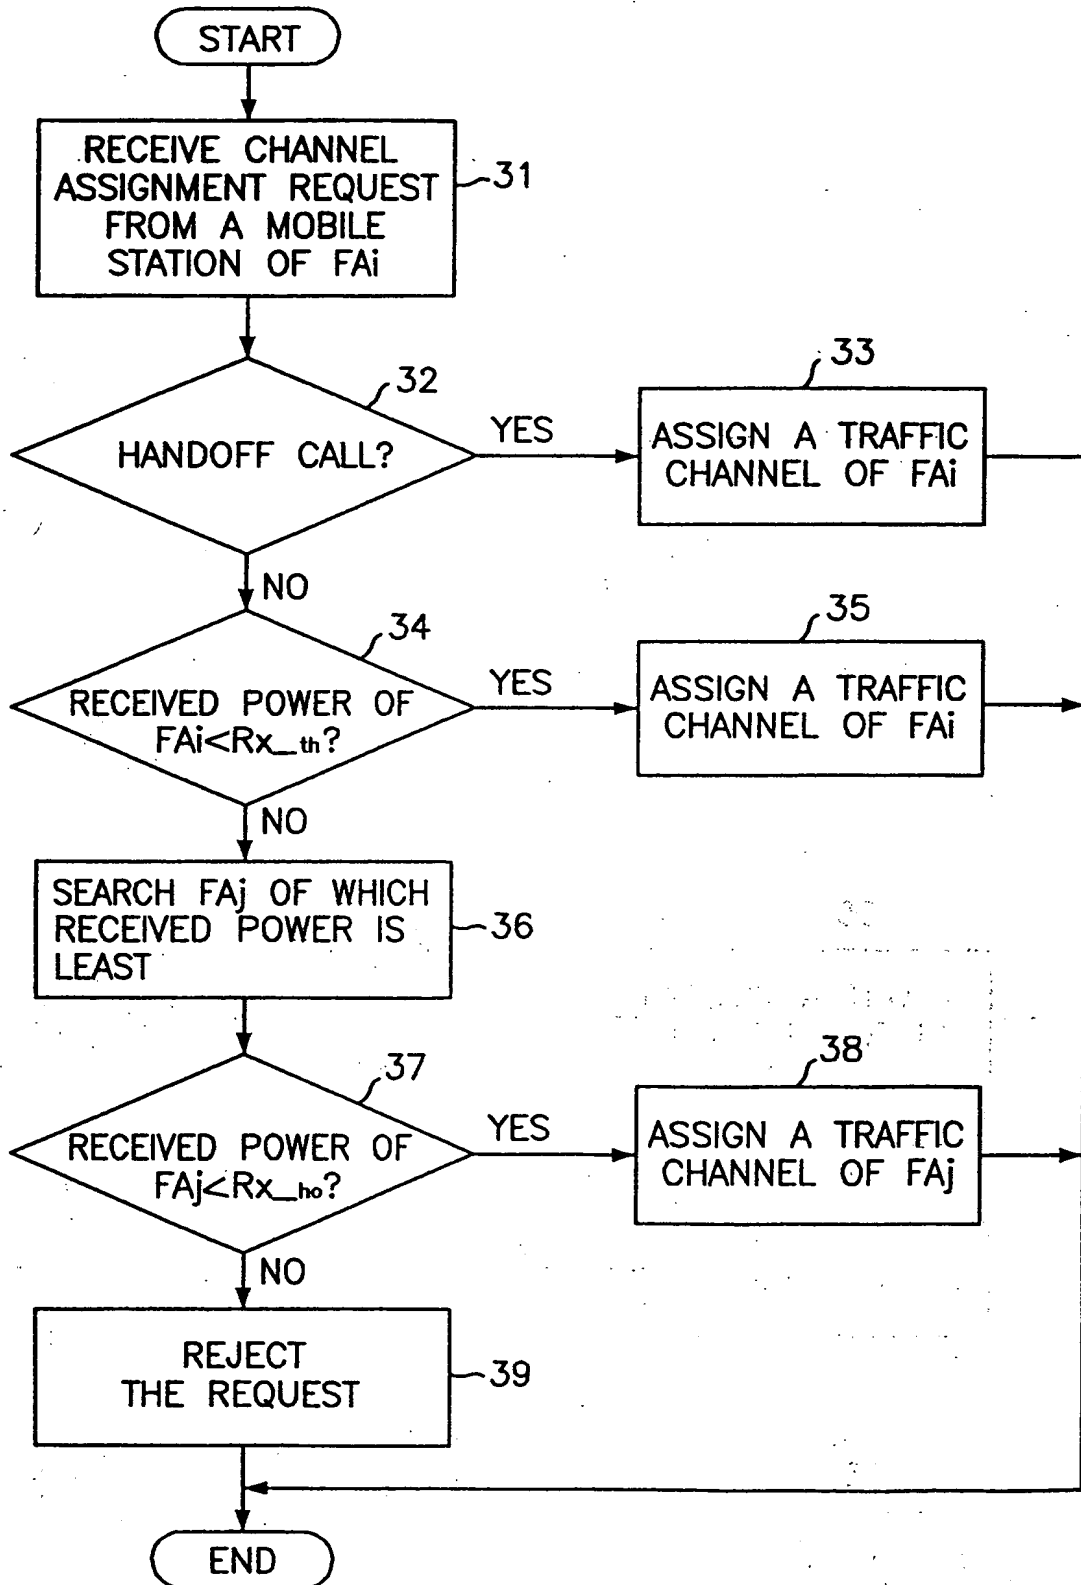 START
RECEIVE CHANNEL
ASSIGNMENT REQUEST
FROM A MOBILE
STATION OF FAi
31
HANDOFF CALL?
32
YES
NO
33
ASSIGN A TRAFFIC
CHANNEL OF FAi
34
RECEIVED POWER OF
FAi<Rx_th?
YES
NO
35
ASSIGN A TRAFFIC
CHANNEL OF FAi
SEARCH FAj OF WHICH
RECEIVED POWER IS
LEAST
36
37
RECEIVED POWER OF
FAj<Rx_ho?
YES
NO
38
ASSIGN A TRAFFIC
CHANNEL OF FAj
REJECT
THE REQUEST
39
END